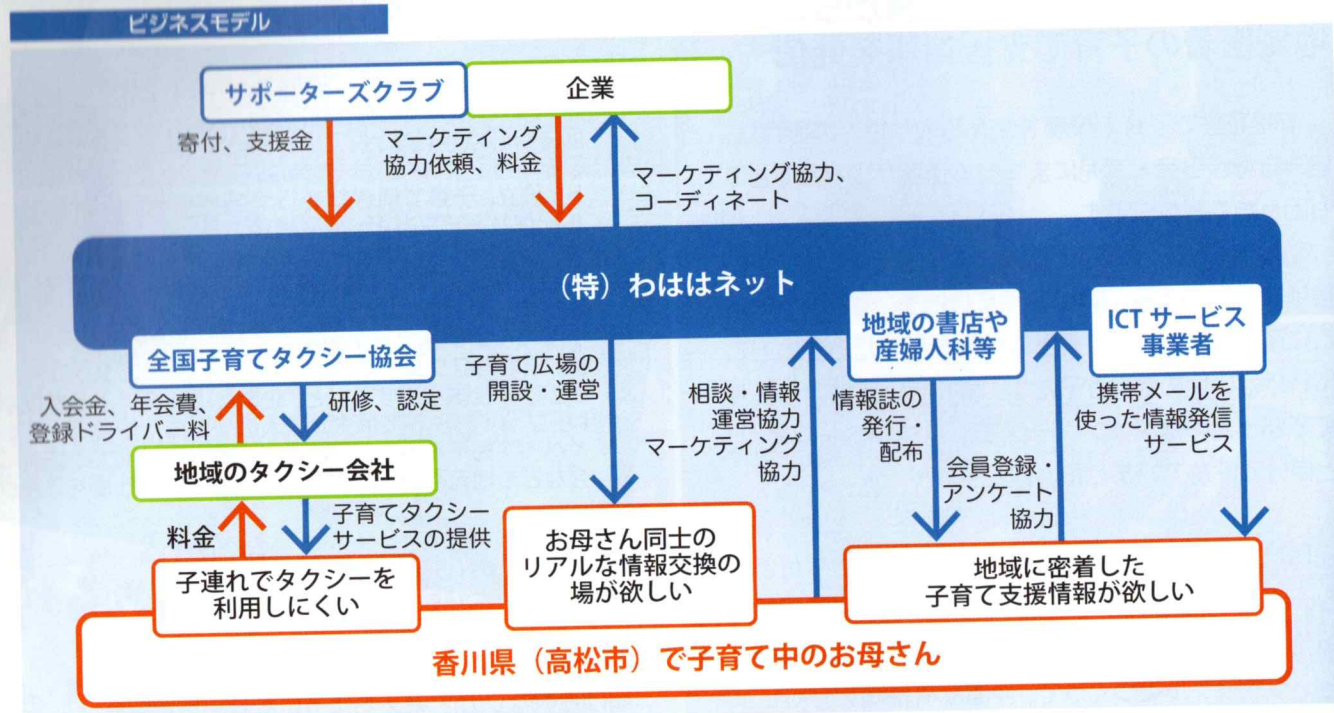 ビジネスモデル
サポーターズクラブ
企業
寄付、支援金
マーケティング
協力依頼、料金
マーケティング協力、
コーディネート
（特）わははネット
全国子育てタクシー協会
地域の書店や
産婦人科等
ICT サービス
事業者
入会金、年会費、
登録ドライバー料
研修、認定
子育て広場の
開設・運営
相談・情報
運営協力
マーケティング
協力
情報誌の
発行・
配布
会員登録・
アンケート
協力
携帯メールを
使った情報発信
サービス
地域のタクシー会社
料金
子育てタクシー
サービスの提供
子連れでタクシーを
利用しにくい
お母さん同士の
リアルな情報交換の
場が欲しい
地域に密着した
子育て支援情報が欲しい
香川県（高松市）で子育て中のお母さん